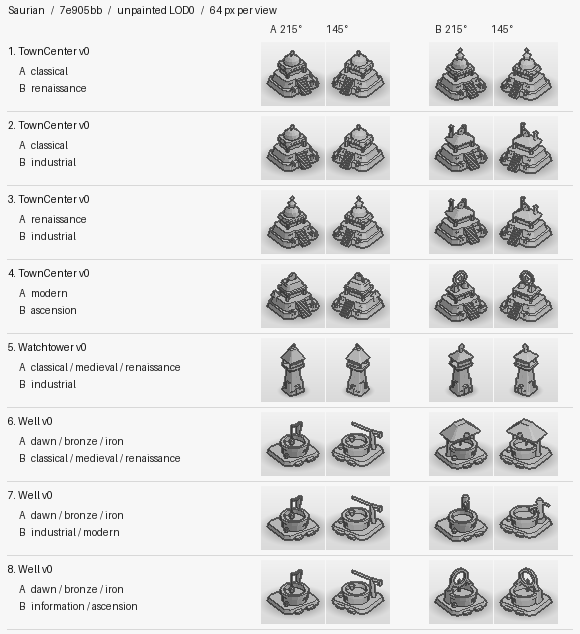 Saurian / 7e905bb / unpainted LOD0 / 64 px per view
A 215° 145° B 215° 145°
1. TownCenter v0
A classical
B renaissance
2. TownCenter v0
A classical
B industrial
3. TownCenter v0
A renaissance
B industrial
4. TownCenter v0
A modern
B ascension
5. Watchtower v0
A classical / medieval / renaissance
B industrial
6. Well v0
A dawn / bronze / iron
B classical / medieval / renaissance
7. Well v0
A dawn / bronze / iron
B industrial / modern
8. Well v0
A dawn / bronze / iron
B information / ascension